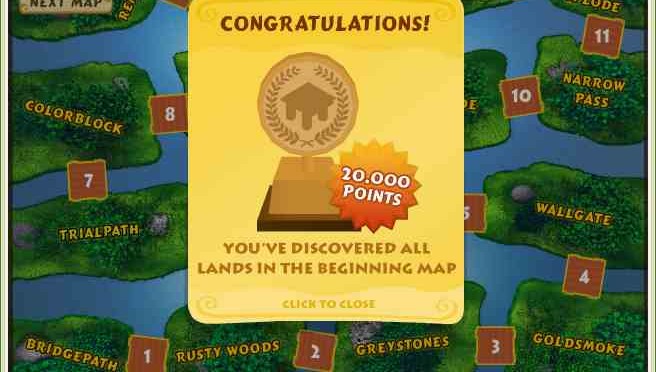 NEXT MAP
CONGRATULATIONS!
11
NARROW
PASS
10
COLORBLOCK
8
7
20.000
POINTS
WALLGATE
TRIALPATH
YOU'VE DISCOVERED ALL
LANDS IN THE BEGINNING MAP
4
CLICK TO CLOSE
BRIDGEPATH
1
RUSTY WOODS
2
GREYSTONES
3
GOLDSMOKE